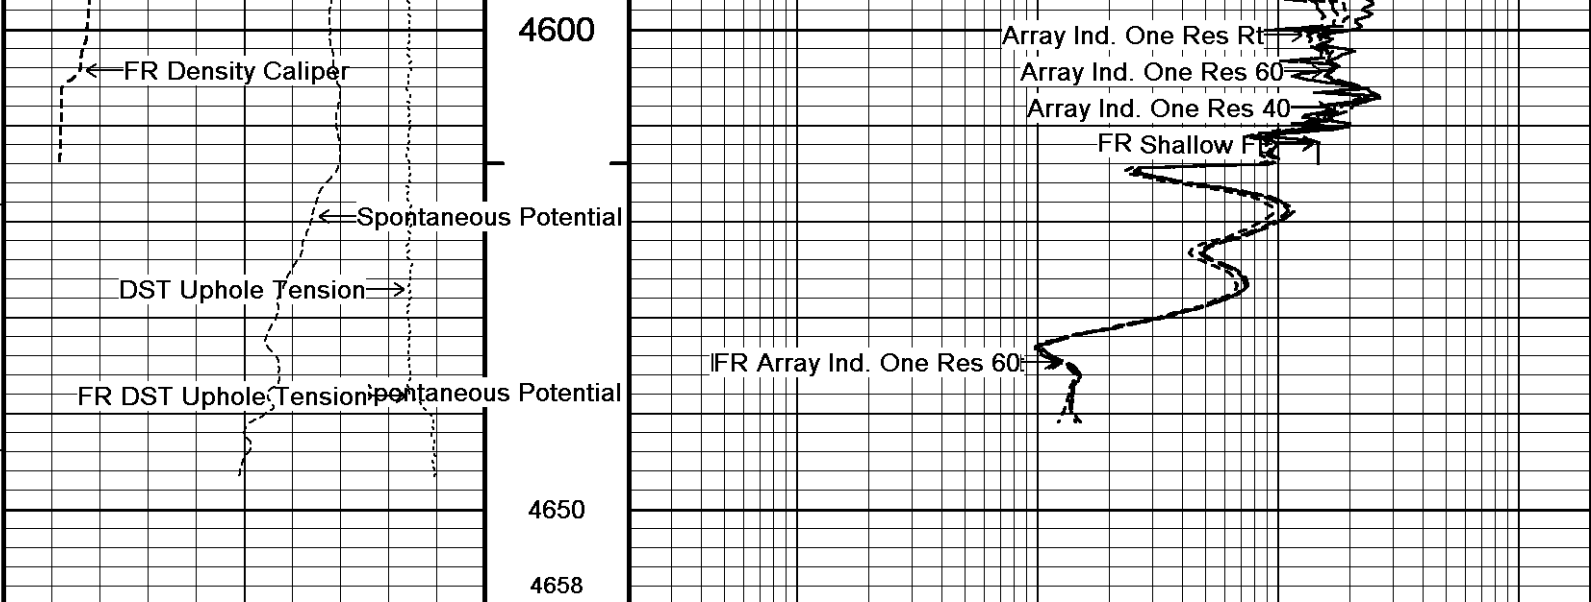 4600
Array Ind. One Res Rt
FR Density Caliper
Array Ind. One Res 60
Array Ind. One Res 40
FR Shallow F
Spontaneous Potential
DST Uphole Tension
FR Array Ind. One Res 60
FR DST Uphole Tension
pontaneous Potential
4650
4658